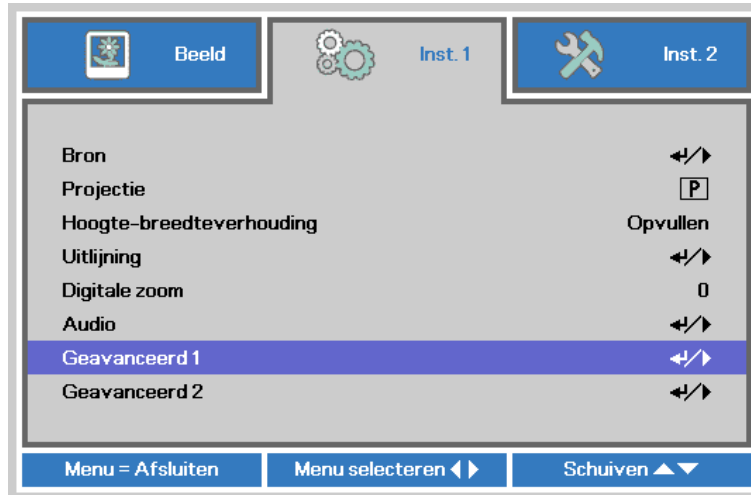 Beeld Inst. 1 Inst. 2
Bron
Projectie P
Hoogte-breedteverhouding Opvullen
Uitlijning
Digitale zoom 0
Audio
Geavanceerd 1
Geavanceerd 2
Menu = Afsluiten Menu selecteren Schuiven